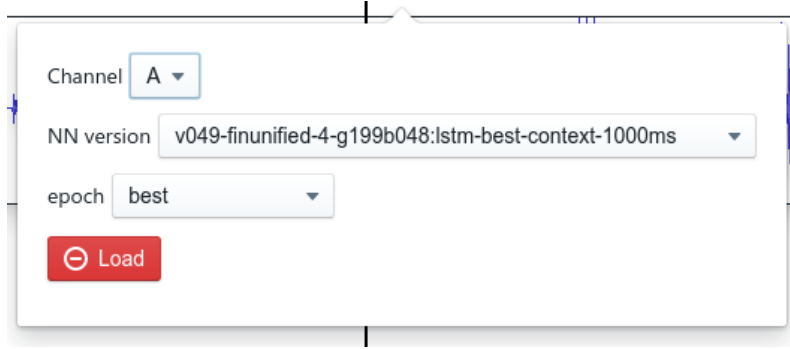 Channel A
NN version v049-finunified-4-g199b048:lstm-best-context-1000ms
epoch best
Load